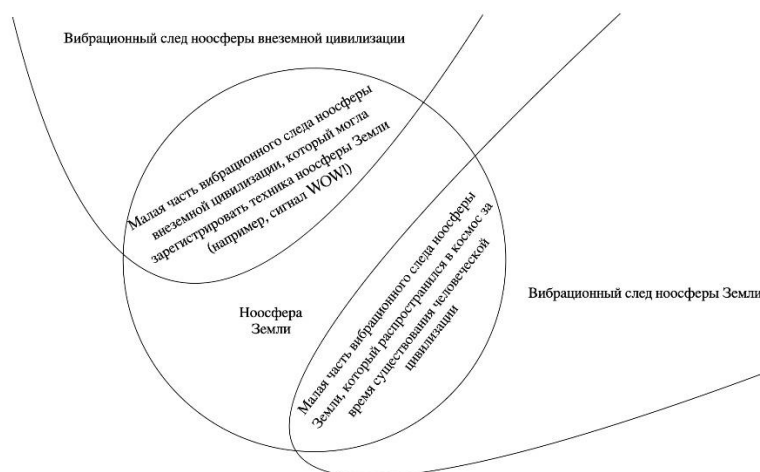 Вибрационный след ноосферы внеземной цивилизации
Малая часть вибрационного следа ноосферы
внеземной цивилизации, который могла
зарегистрировать техника ноосферы Земли
(например, сигнал WOW!)
Ноосфера
Земли
Малая часть вибрационного следа ноосферы
Земли, который распространился в космос за
время существования человеческой
цивилизации
Вибрационный след ноосферы Земли